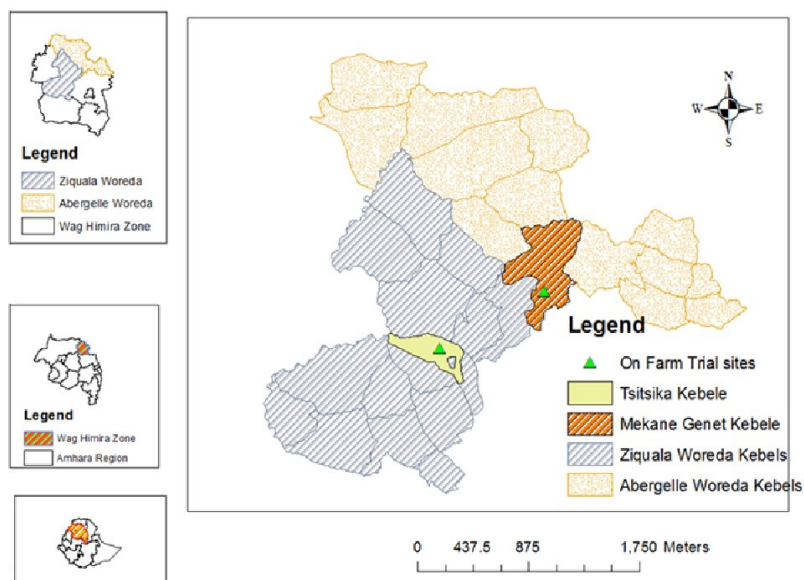 Legend
Ziquala Woreda
Abergelle Woreda
Wag Himira Zone
Legend
Wag Himira Zone
Amhara Region
N
W
E
S
Legend
On Farm Trial sites
Tsitsika Kebele
Mekane Genet Kebele
Ziquala Woreda Kebels
Abergelle Woreda Kebels
0 437.5 875 1,750 Meters